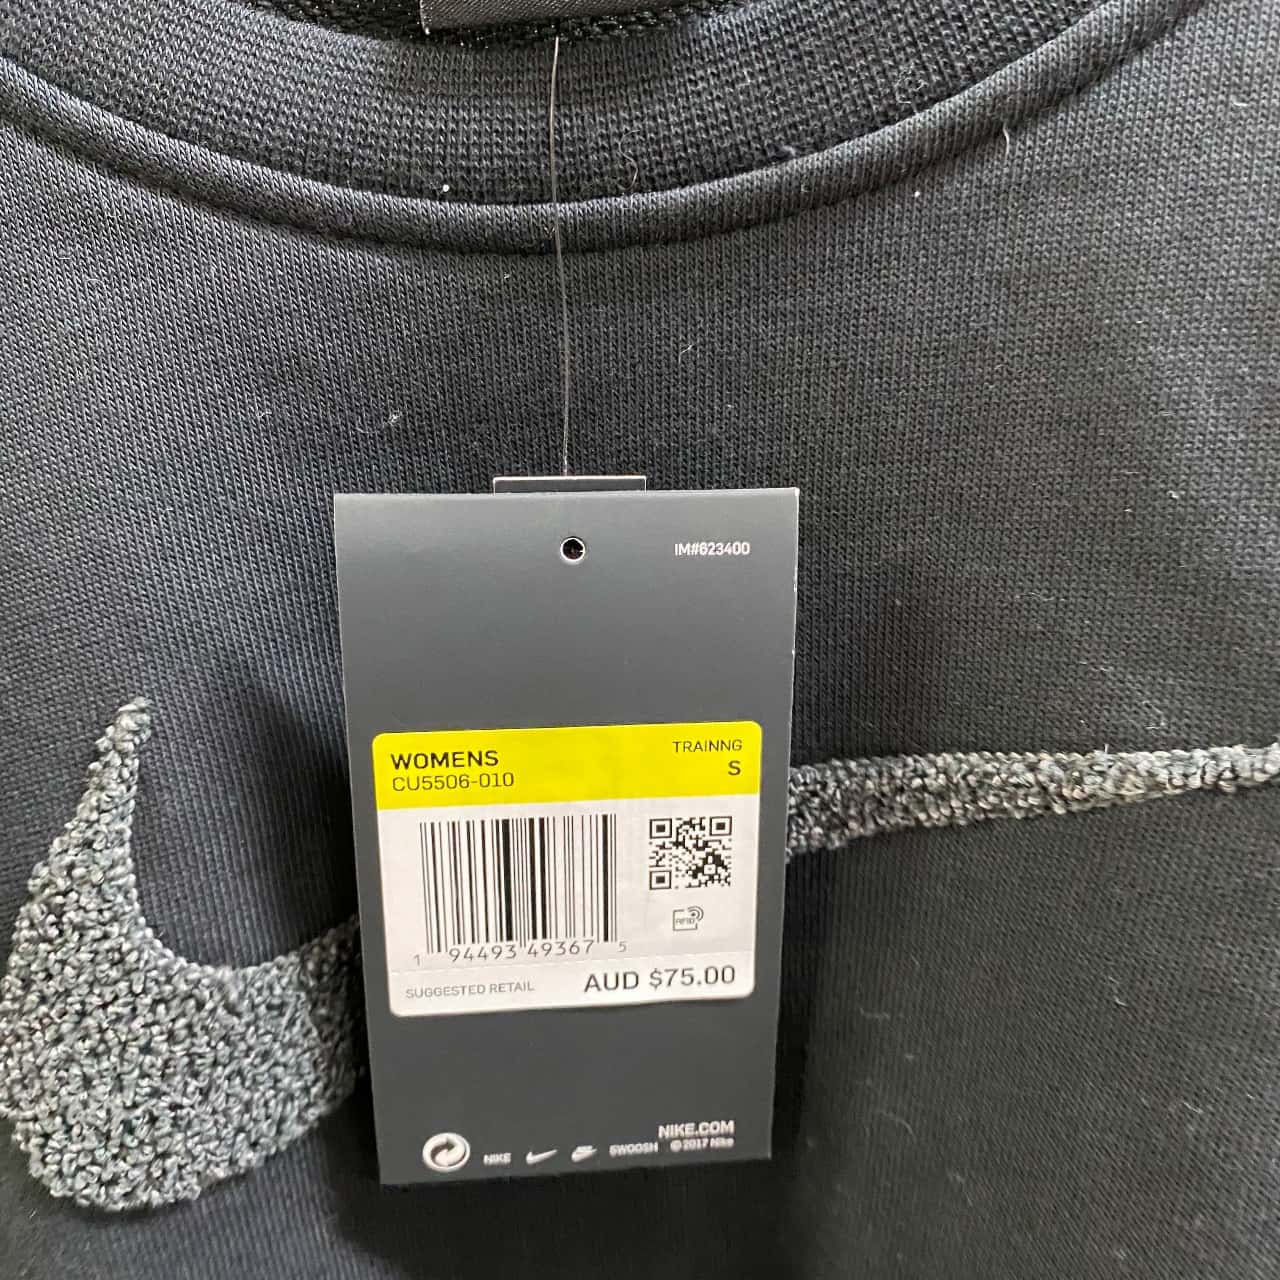 IM#623400
WOMENS
CU5506-010
TRAINNG
S
1 94493 49367 5
RFID
SUGGESTED RETAIL AUD $75.00
NIKE.COM
NIKE SWOOSH © 2017 Nike